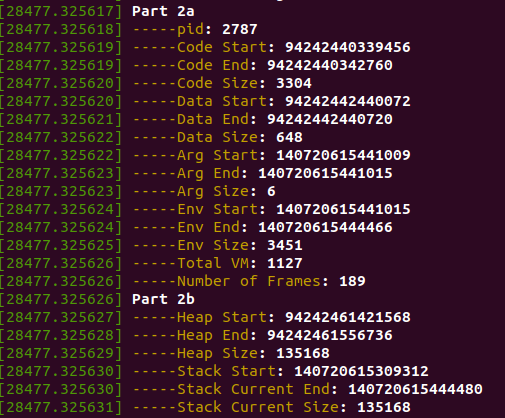 [28477.325617] Part 2a
[28477.325618] -----pid: 2787
[28477.325619] -----Code Start: 94242440339456
[28477.325619] -----Code End: 94242440342760
[28477.325620] -----Code Size: 3304
[28477.325620] -----Data Start: 94242442440072
[28477.325621] -----Data End: 94242442440720
[28477.325622] -----Data Size: 648
[28477.325622] -----Arg Start: 140720615441009
[28477.325623] -----Arg End: 140720615441015
[28477.325623] -----Arg Size: 6
[28477.325624] -----Env Start: 140720615441015
[28477.325624] -----Env End: 140720615444466
[28477.325625] -----Env Size: 3451
[28477.325626] -----Total VM: 1127
[28477.325626] -----Number of Frames: 189
[28477.325626] Part 2b
[28477.325627] -----Heap Start: 94242461421568
[28477.325628] -----Heap End: 94242461556736
[28477.325629] -----Heap Size: 135168
[28477.325630] -----Stack Start: 140720615309312
[28477.325630] -----Stack Current End: 140720615444480
[28477.325631] -----Stack Current Size: 135168